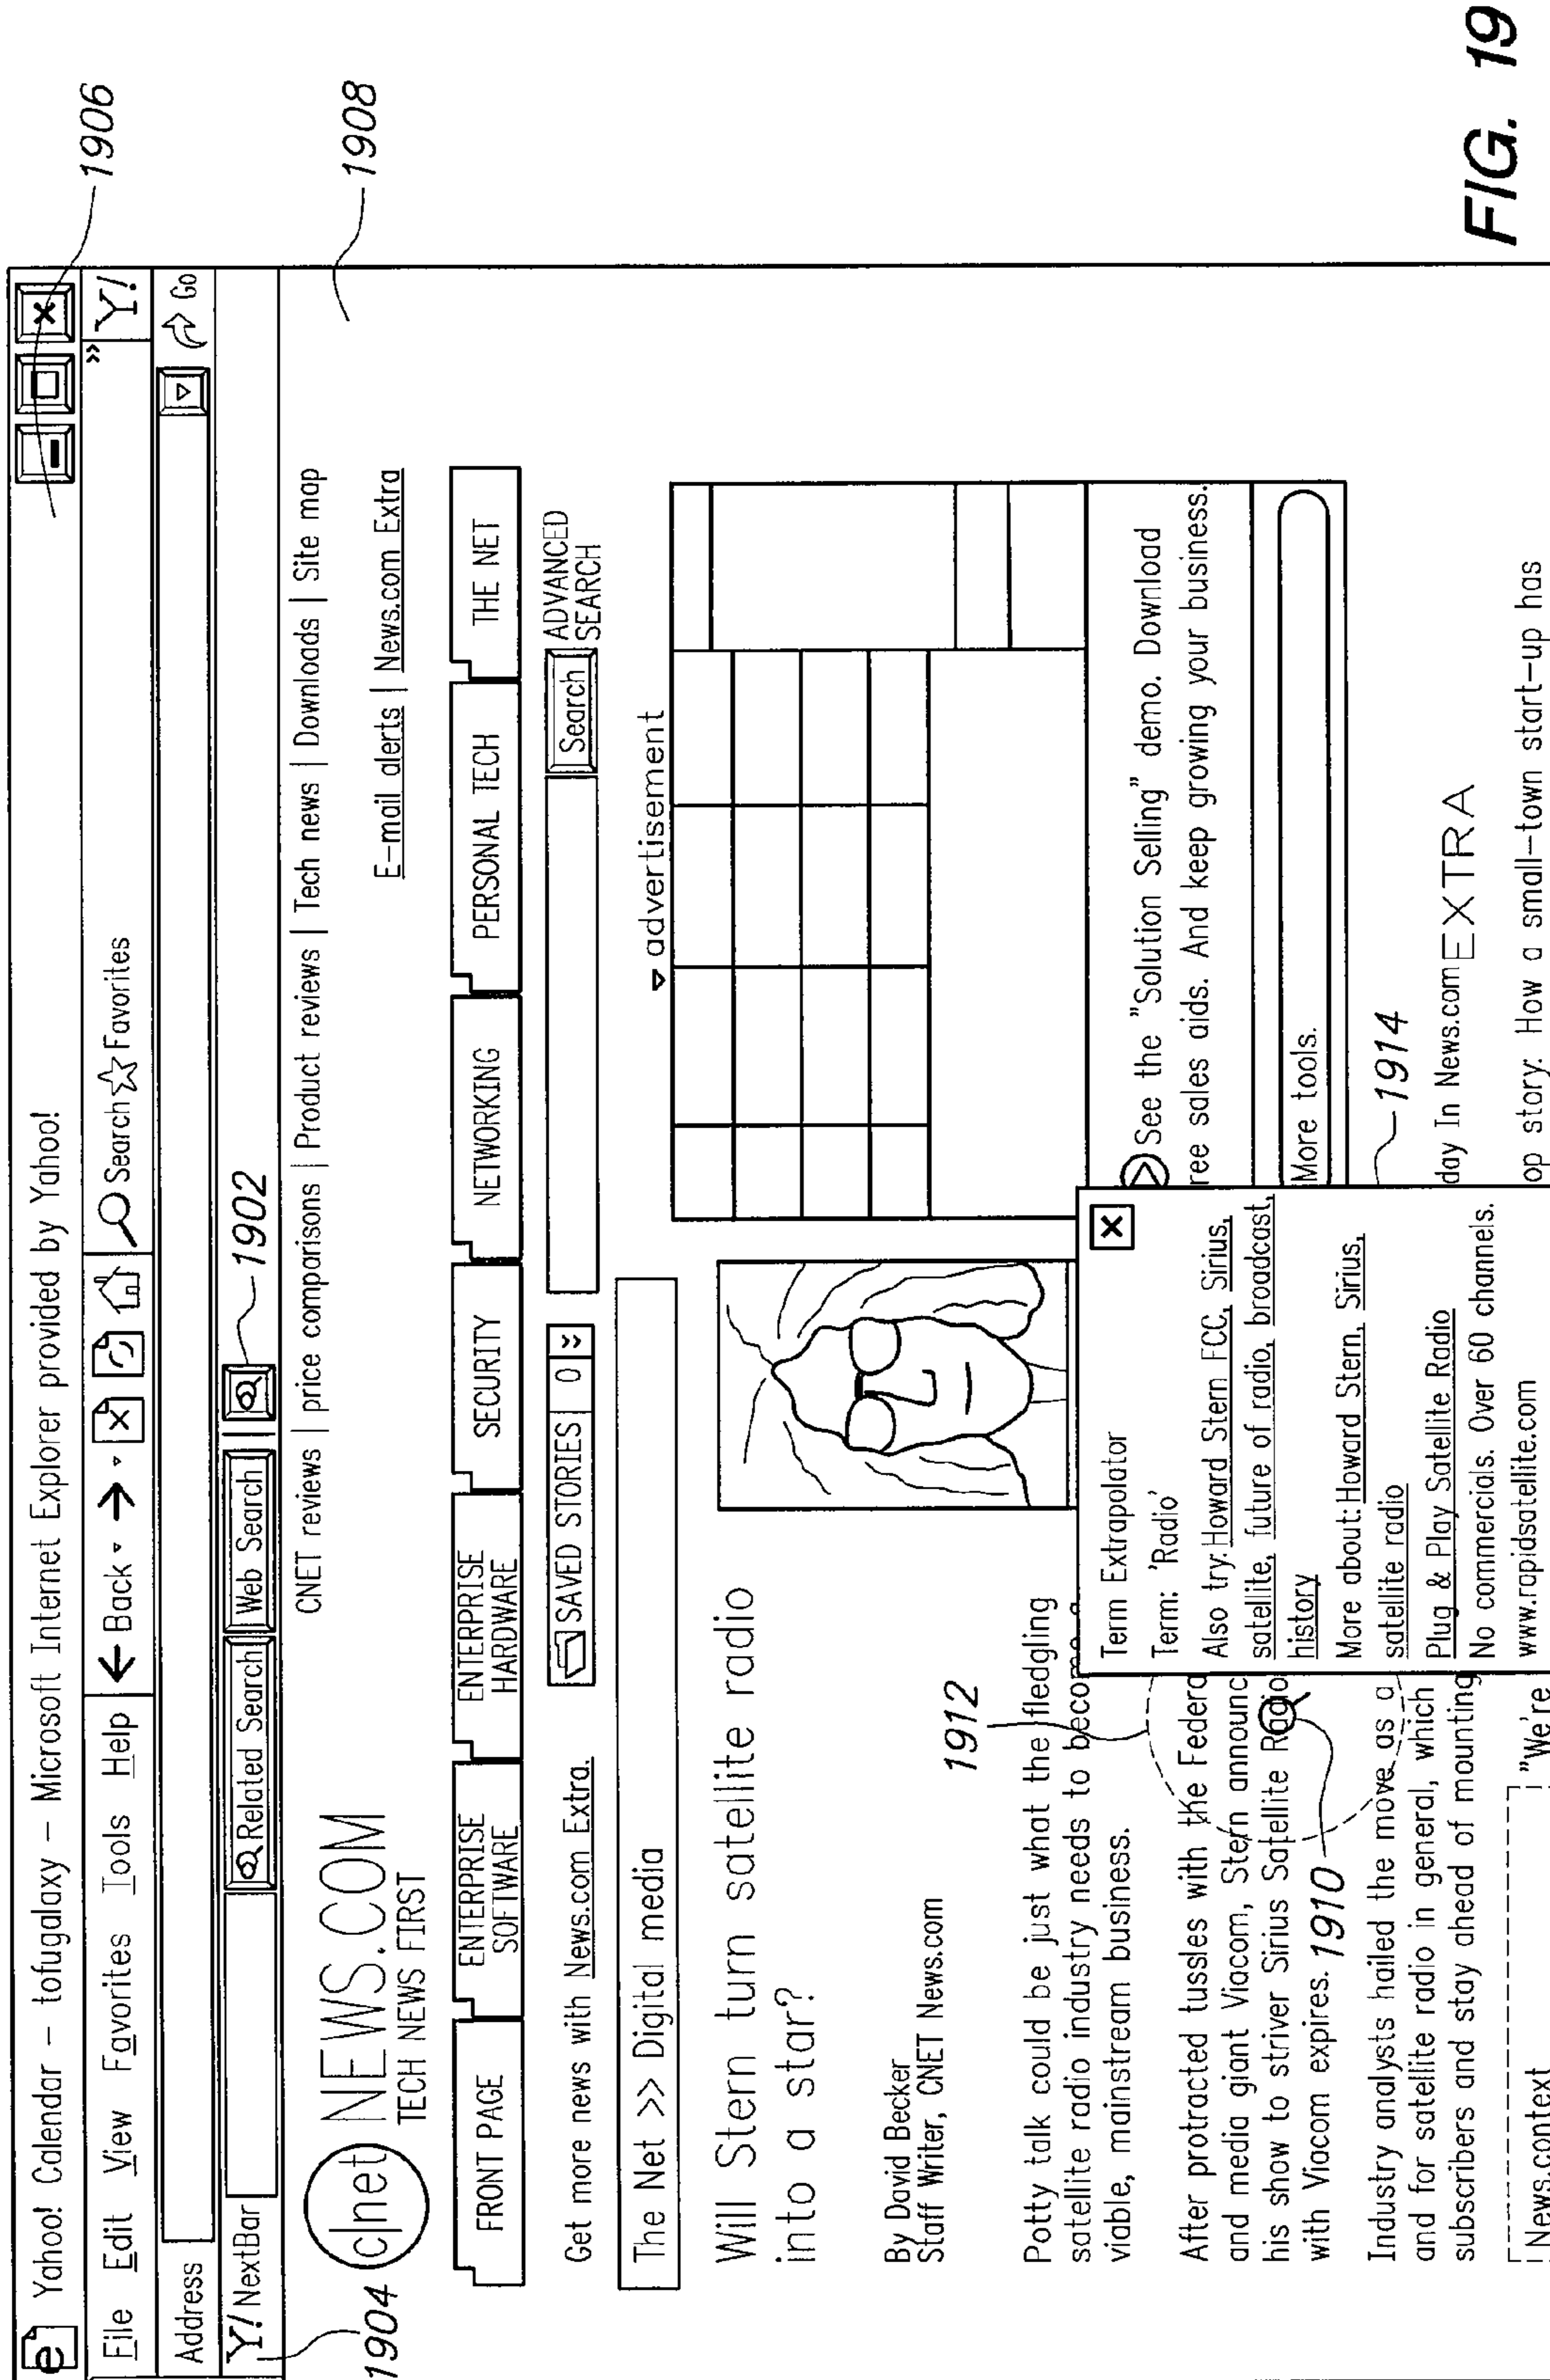 Yahoo! Calendar – tofugalaxy – Microsoft Internet Explorer provided by Yahoo!
File Edit View Favorites Tools Help Back Search Favorites » Y!
1906
Address Go
Y! NextBar Related Search Web Search
1902
1904
CNET reviews | price comparisons | Product reviews | Tech news | Downloads | Site map
1908
c|net NEWS.COM
TECH NEWS FIRST
E–mail alerts | News.com Extra
FRONT PAGE
ENTERPRISE
SOFTWARE
ENTERPRISE
HARDWARE
SECURITY
NETWORKING
PERSONAL TECH
THE NET
Get more news with News.com Extra.
SAVED STORIES 0
Search
ADVANCED
SEARCH
The Net >> Digital media
advertisement
Will Stern turn satellite radio
into a star?
By David Becker
Staff Writer, CNET News.com
1912
Potty talk could be just what the fledgling
satellite radio industry needs to become a
viable, mainstream business.
After protracted tussles with the Federa
and media giant Viacom, Stern announc
his show to striver Sirius Satellite Radio
with Viacom expires.
1910
Industry analysts hailed the move as a
and for satellite radio in general, which
subscribers and stay ahead of mounting
News.context
"We're
Term Extrapolator
Term: 'Radio'
Also try:Howard Stern FCC, Sirius,
satellite, future of radio, broadcast,
history
More about:Howard Stern, Sirius,
satellite radio
Plug & Play Satellite Radio
No commercials. Over 60 channels.
www.rapidsatellite.com
See the "Solution Selling" demo. Download
ree sales aids. And keep growing your business.
More tools.
1914
day In News.com EXTRA
op story: How a small–town start–up has
FIG. 19